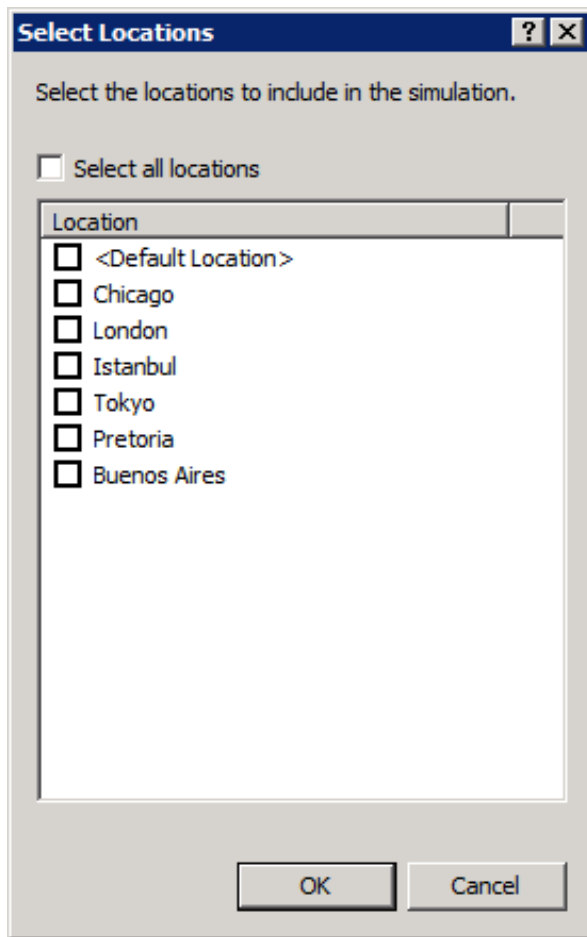 Select Locations
Select the locations to include in the simulation.
Select all locations
Location
<Default Location>
Chicago
London
Istanbul
Tokyo
Pretoria
Buenos Aires
OK Cancel